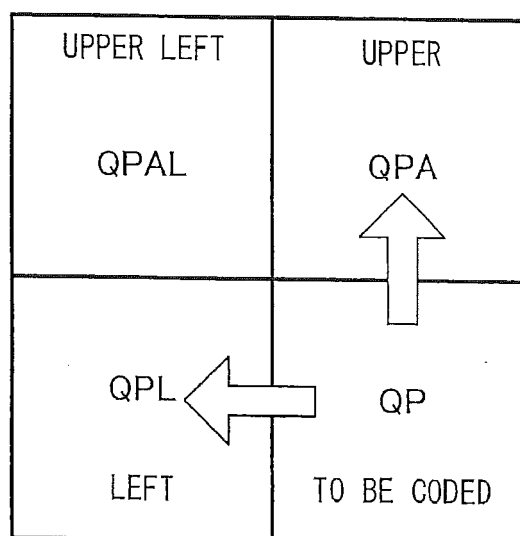 UPPER LEFT
UPPER
QPAL
QPA
QPL
QP
LEFT
TO BE CODED